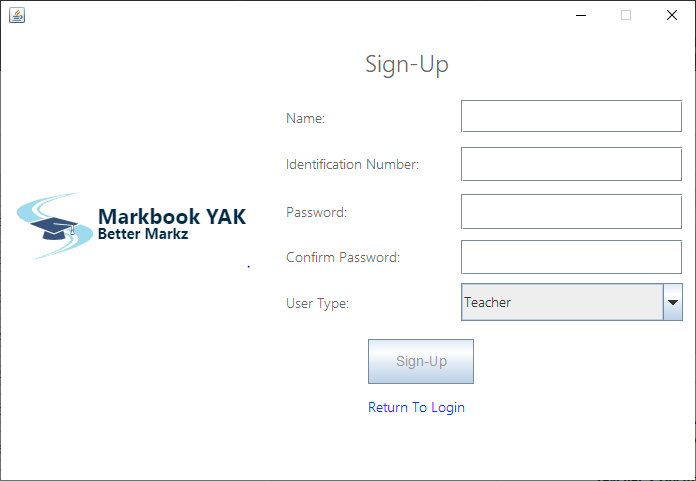 Sign-Up
Name:
Identification Number:
Markbook YAK
Better Markz
Password:
Confirm Password:
User Type:
Teacher
Sign-Up
Return To Login